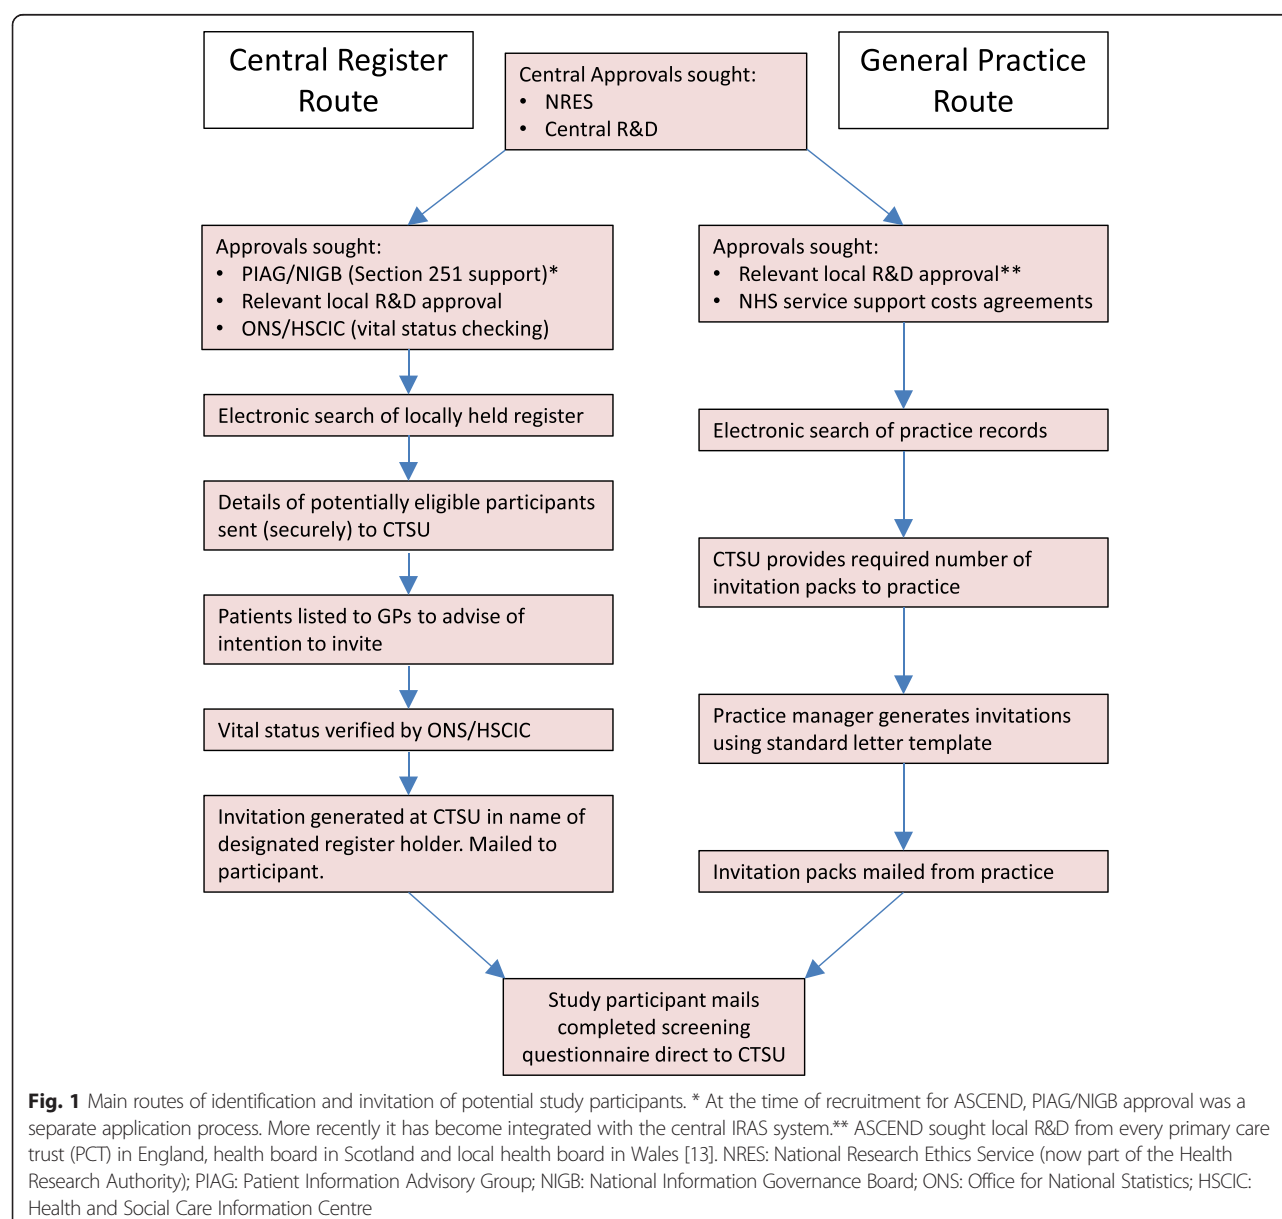 Central Register
Route
Central Approvals sought:
• NRES
• Central R&D
General Practice
Route
Approvals sought:
• PIAG/NIGB (Section 251 support)*
• Relevant local R&D approval
• ONS/HSCIC (vital status checking)
Electronic search of locally held register
Details of potentially eligible participants
sent (securely) to CTSU
Patients listed to GPs to advise of
intention to invite
Vital status verified by ONS/HSCIC
Invitation generated at CTSU in name of
designated register holder. Mailed to
participant.
Approvals sought:
• Relevant local R&D approval**
• NHS service support costs agreements
Electronic search of practice records
CTSU provides required number of
invitation packs to practice
Practice manager generates invitations
using standard letter template
Invitation packs mailed from practice
Study participant mails
completed screening
questionnaire direct to CTSU
Fig. 1 Main routes of identification and invitation of potential study participants. * At the time of recruitment for ASCEND, PIAG/NIGB approval was a
separate application process. More recently it has become integrated with the central IRAS system.** ASCEND sought local R&D from every primary care
trust (PCT) in England, health board in Scotland and local health board in Wales [13]. NRES: National Research Ethics Service (now part of the Health
Research Authority); PIAG: Patient Information Advisory Group; NIGB: National Information Governance Board; ONS: Office for National Statistics; HSCIC:
Health and Social Care Information Centre